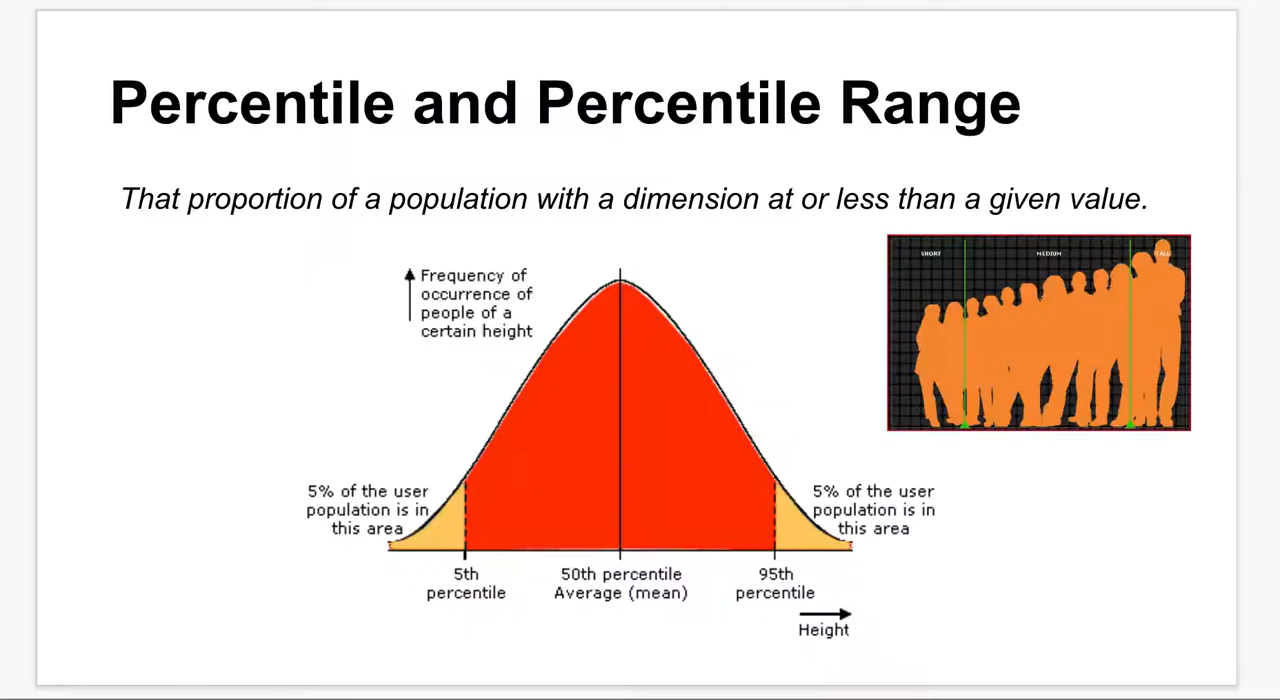 Percentile and Percentile Range
That proportion of a population with a dimension at or less than a given value.
SHORT
MEDIUM
TALL
Frequency of
occurrence of
people of a
certain height
5% of the user
population is in
this area
5% of the user
population is in
this area
5th
percentile
50th percentile
Average (mean)
95th
percentile
Height